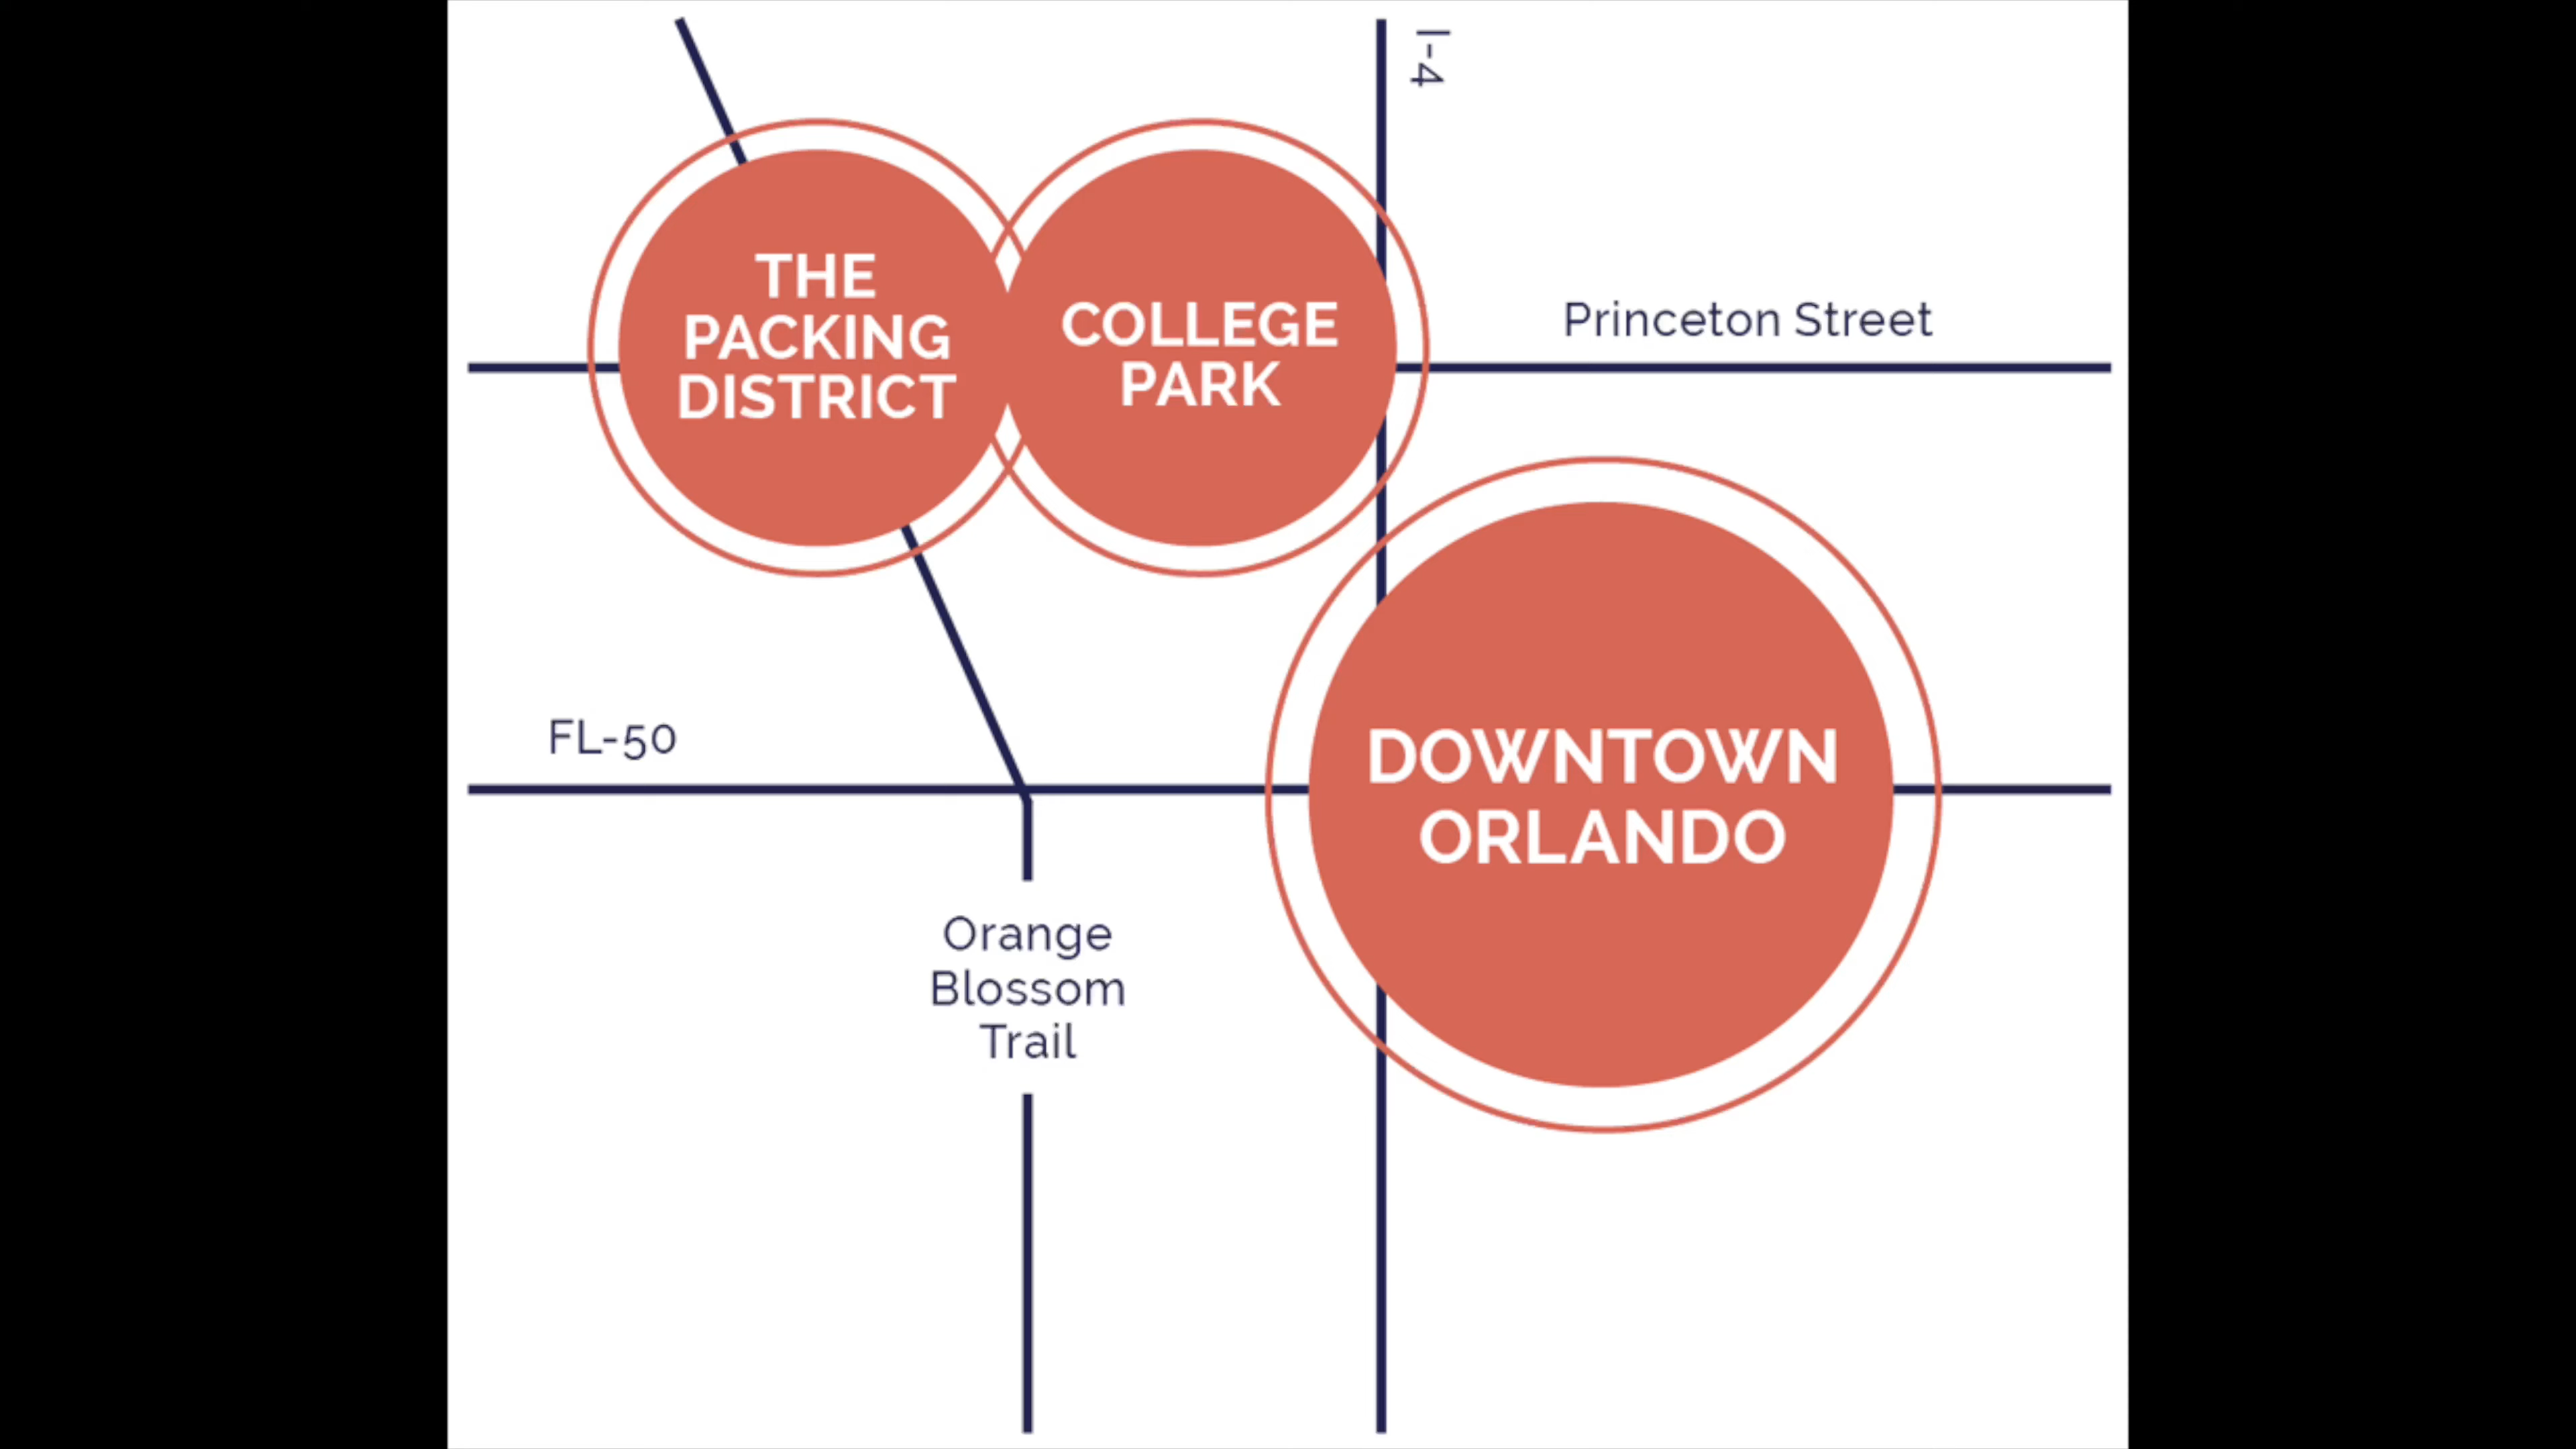 I-4
THE
PACKING
DISTRICT
COLLEGE
PARK
Princeton Street
FL-50
DOWNTOWN
ORLANDO
Orange
Blossom
Trail